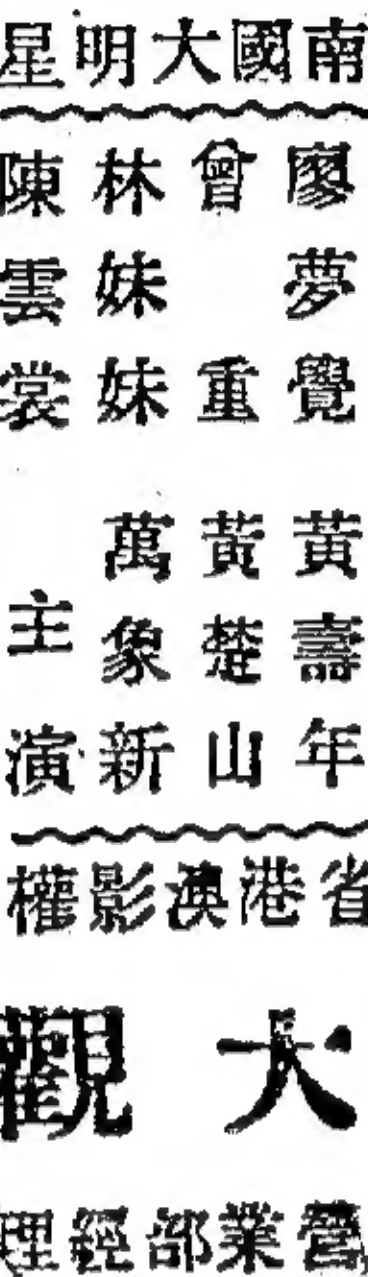 南國大明星
廖夢覺
曾重
林妹妹
陳雲裳
黃壽年
黃楚山
萬象新
主演
省港澳影權
大觀
營業部經理